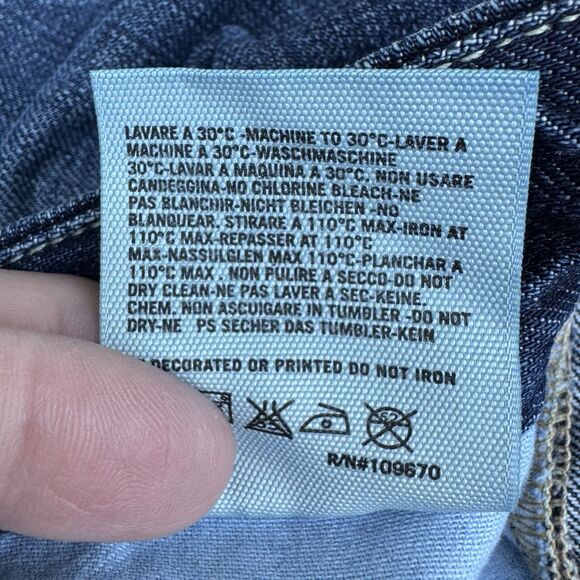 LAVARE A 30°C -MACHINE TO 30°C-LAVER A
MACHINE A 30°C-WASCHMASCHINE
30°C-LAVAR A MAQUINA A 30°C. NON USARE
CANDEGGINA-NO CHLORINE BLEACH-NE
PAS BLANCHIR-NICHT BLEICHEN -NO
BLANQUEAR. STIRARE A 110°C MAX-IRON AT
110°C MAX-REPASSER AT 110°C
MAX-NASSULGLEN MAX 110°C-PLANCHAR A
110°C MAX . NON PULIRE A SECCO-DO NOT
DRY CLEAN-NE PAS LAVER A SEC-KEINE.
CHEM. NON ASCUIGARE IN TUMBLER -DO NOT
DRY-NE PS SECHER DAS TUMBLER-KEIN
DECORATED OR PRINTED DO NOT IRON
R/N#109670